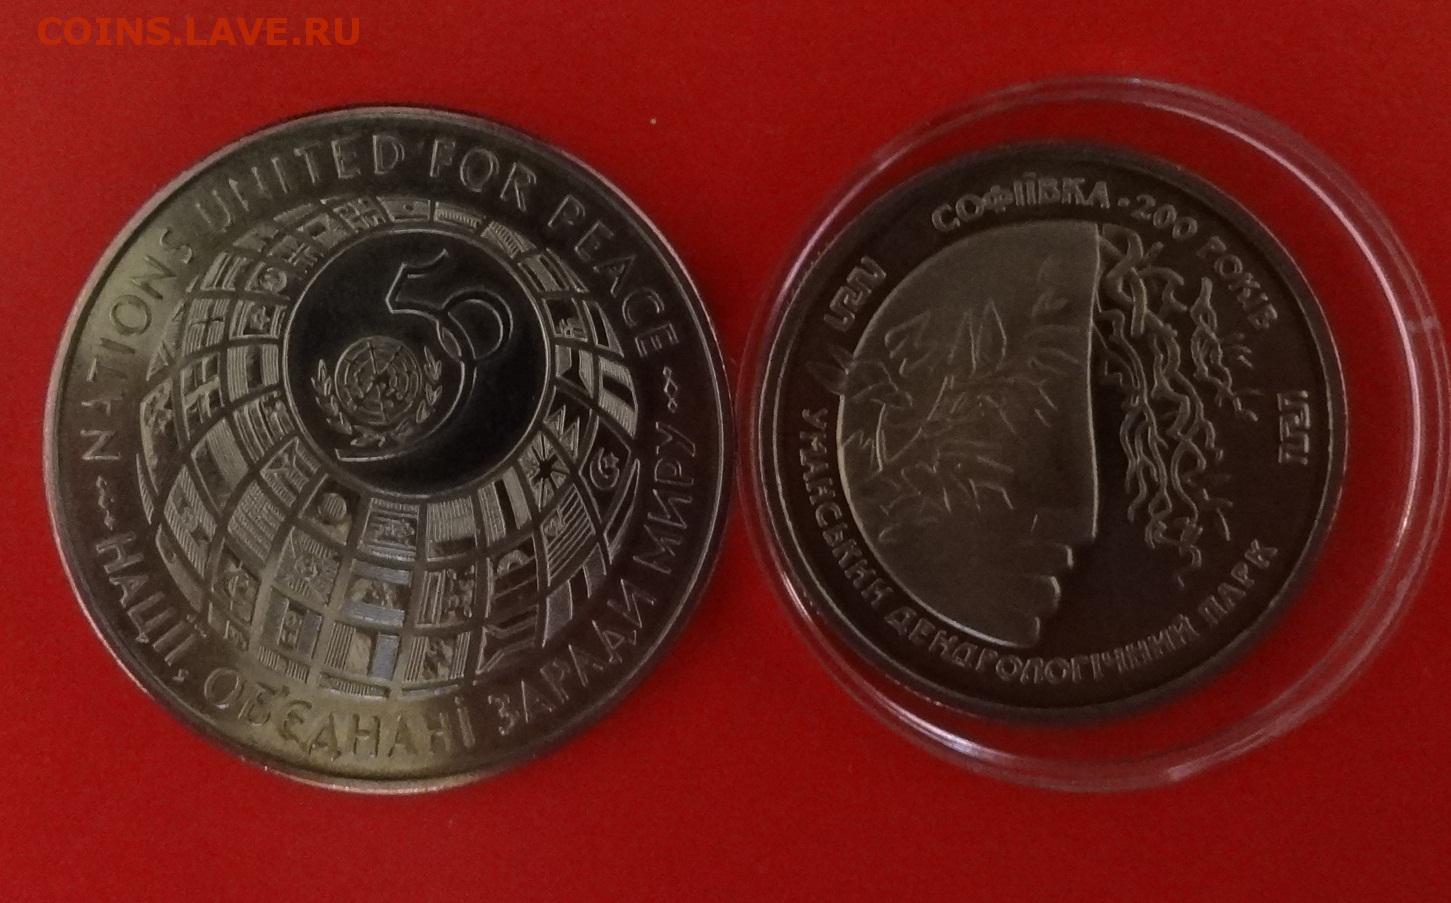 COINS.LAVE.RU
NATIONS UNITED FOR PEACE
50
НАЦІЇ, ОБ'ЄДНАНІ ЗАРАДИ МИРУ
СОФІЇВКА · 200 РОКІВ
УМАНСЬКИЙ ДЕНДРОЛОГІЧНИЙ ПАРК